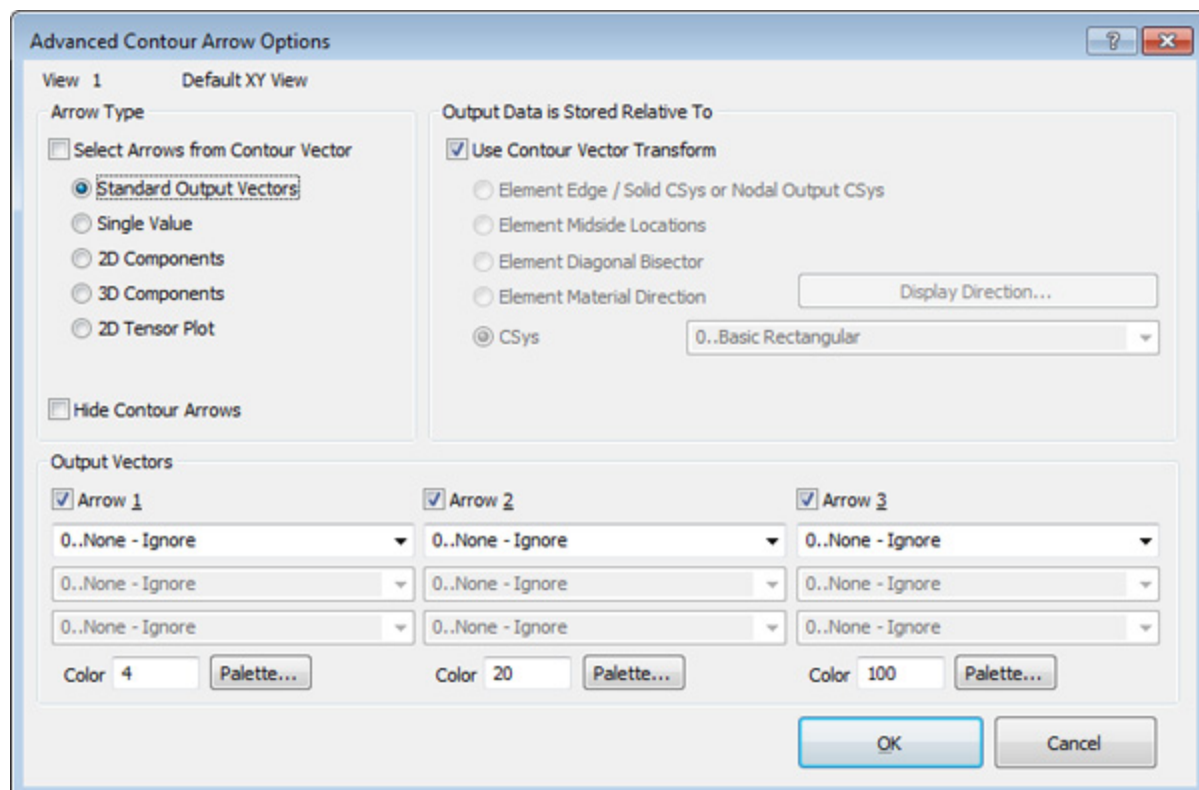 Advanced Contour Arrow Options
View 1 Default XY View
Arrow Type
Select Arrows from Contour Vector
Standard Output Vectors
Single Value
2D Components
3D Components
2D Tensor Plot
Hide Contour Arrows
Output Data is Stored Relative To
Use Contour Vector Transform
Element Edge / Solid CSys or Nodal Output CSys
Element Midside Locations
Element Diagonal Bisector
Element Material Direction
Display Direction...
CSys
0..Basic Rectangular
Output Vectors
Arrow 1 Arrow 2 Arrow 3
0..None - Ignore 0..None - Ignore 0..None - Ignore
0..None - Ignore 0..None - Ignore 0..None - Ignore
0..None - Ignore 0..None - Ignore 0..None - Ignore
Color 4 Palette... Color 20 Palette... Color 100 Palette...
OK Cancel